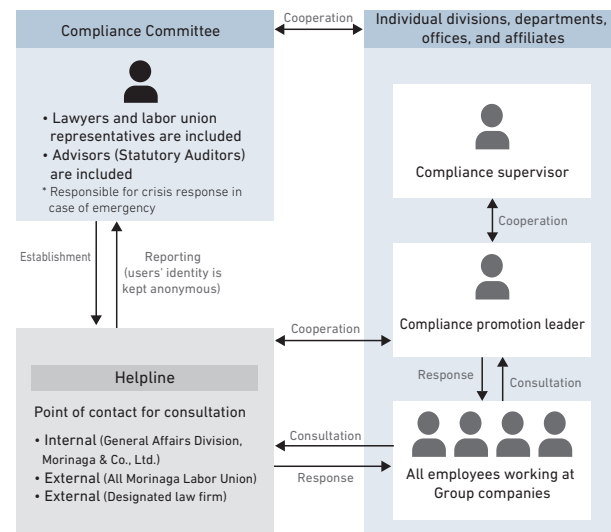 Compliance Committee
Cooperation
Individual divisions, departments,
offices, and affiliates
• Lawyers and labor union
representatives are included
• Advisors (Statutory Auditors)
are included
* Responsible for crisis response in
case of emergency
Compliance supervisor
Cooperation
Establishment
Reporting
(users' identity is
kept anonymous)
Compliance promotion leader
Cooperation
Response
Consultation
Helpline
Point of contact for consultation
• Internal (General Affairs Division,
Morinaga & Co., Ltd.)
• External (All Morinaga Labor Union)
• External (Designated law firm)
Consultation
Response
All employees working at
Group companies